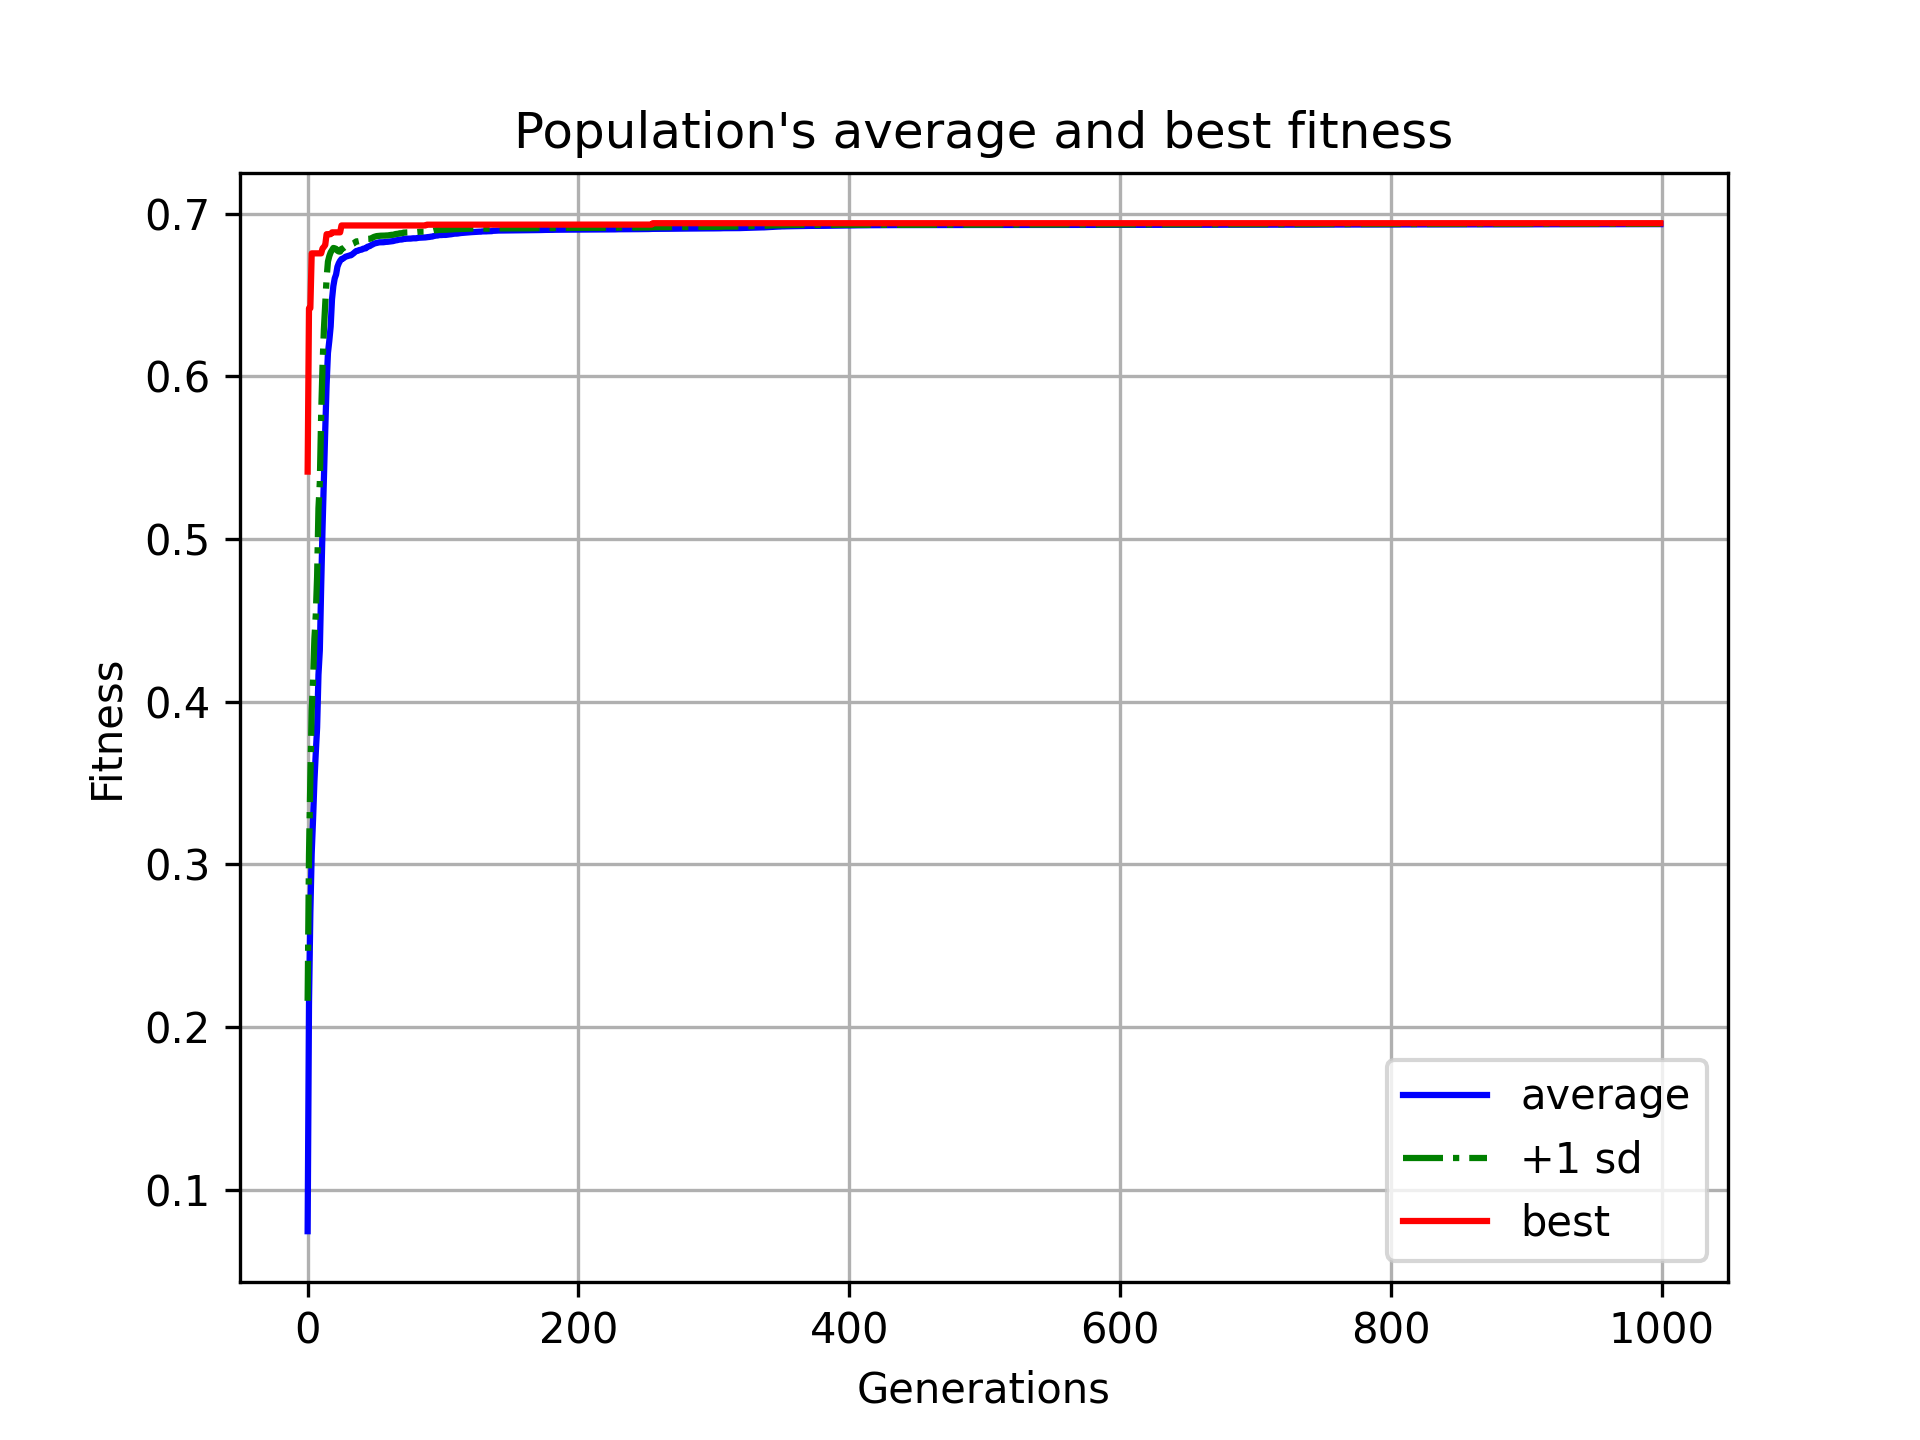 Population's average and best fitness
0.7
0.6
0.5
0.4
0.3
0.2
0.1
Fitness
average
+1 sd
best
0 200 400 600 800 1000
Generations